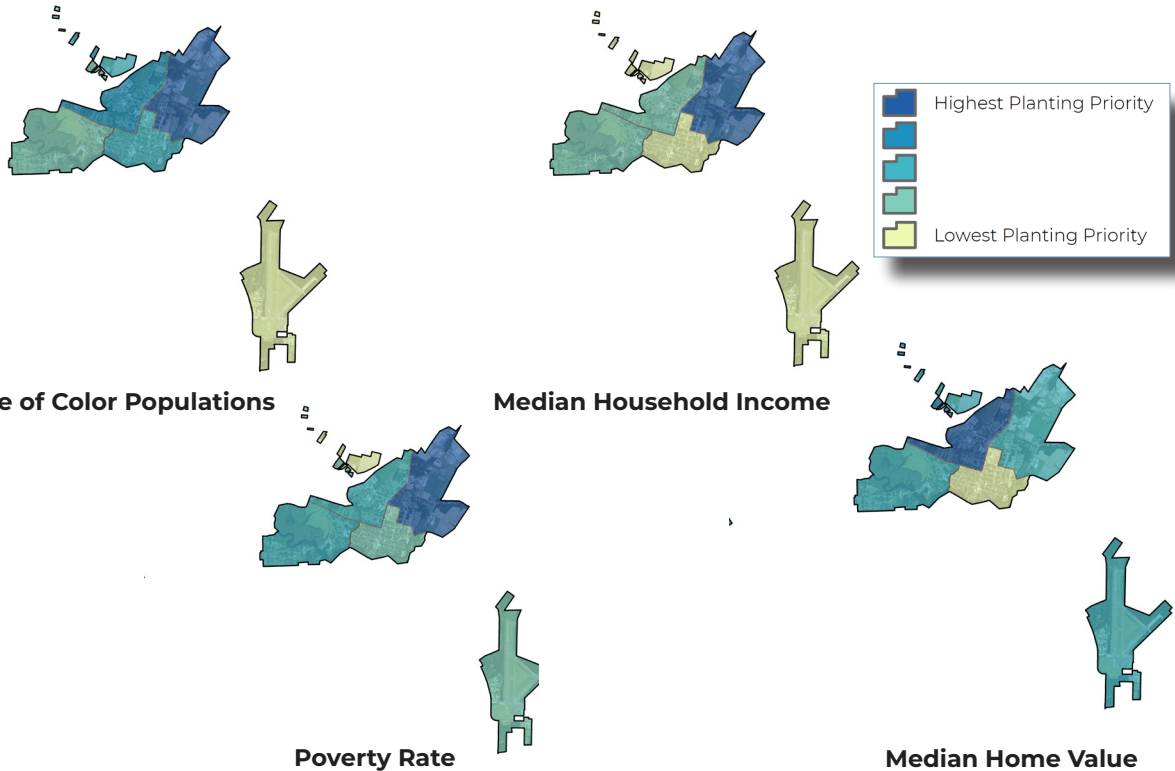 Highest Planting Priority
Lowest Planting Priority
e of Color Populations
Median Household Income
Poverty Rate
Median Home Value